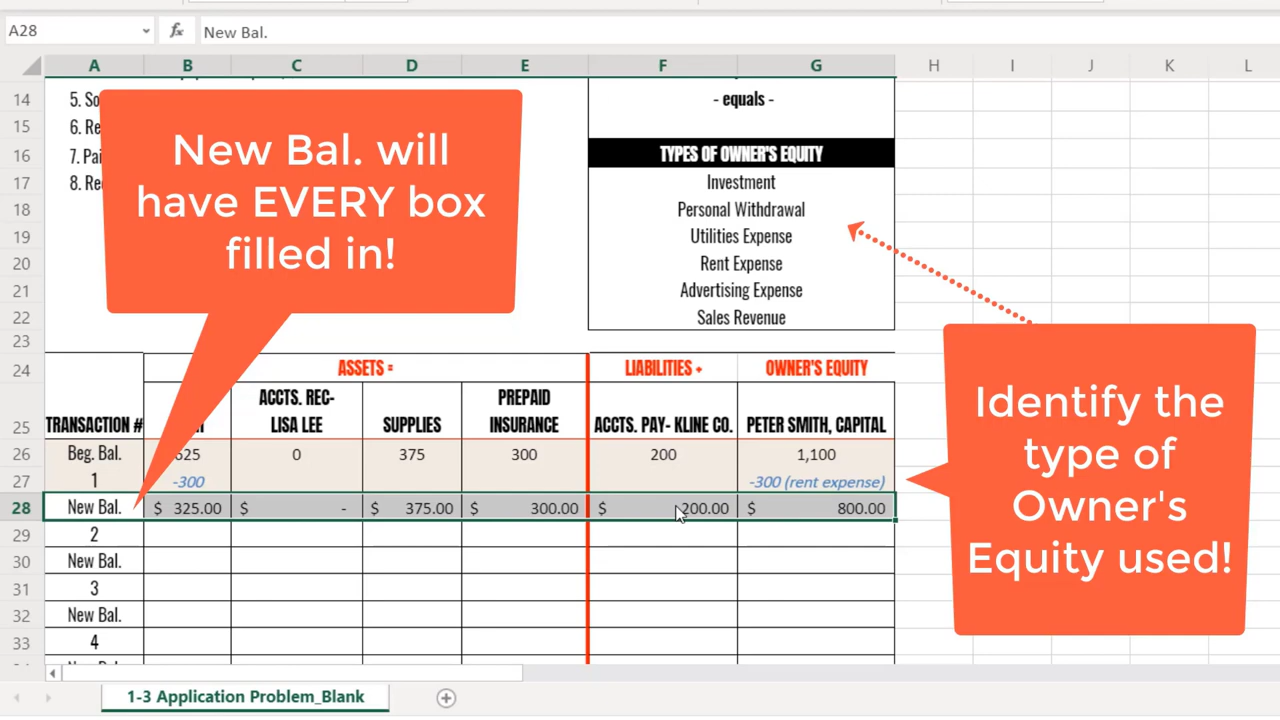 A28
fx
New Bal.
A B C D E F G H I J K L
14 - equals -
15 5. So
16 6. Re TYPES OF OWNER'S EQUITY
17 7. Pai Investment
18 8. Re Personal Withdrawal
19 Utilities Expense
20 Rent Expense
21 Advertising Expense
22 Sales Revenue
23
New Bal. will
have EVERY box
filled in!
Identify the
type of
Owner's
Equity used!
24 ASSETS = LIABILITIES + OWNER'S EQUITY
ACCTS. REC- PREPAID
25 TRANSACTION # LISA LEE SUPPLIES INSURANCE ACCTS. PAY- KLINE CO. PETER SMITH, CAPITAL
26 Beg. Bal. 625 0 375 300 200 1,100
27 1 -300 -300 (rent expense)
28 New Bal. $ 325.00 $ - $ 375.00 $ 300.00 $ 200.00 $ 800.00
29 2
30 New Bal.
31 3
32 New Bal.
33 4
1-3 Application Problem_Blank